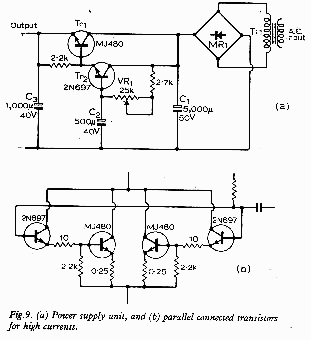 Output
Tr1
MJ480
2·2k
Tr2
2N697
VR1
25k
2·7k
C3
1,000μ
40V
C2
500μ
40V
C1
5,000μ
50V
MR1
T1
A.C.
input
(a)
2N697
MJ480
MJ480
2N697
10
10
2·2k
0·25
0·25
2·2k
(b)
Fig.9. (a) Power supply unit, and (b) parallel connected transistors
for high currents.